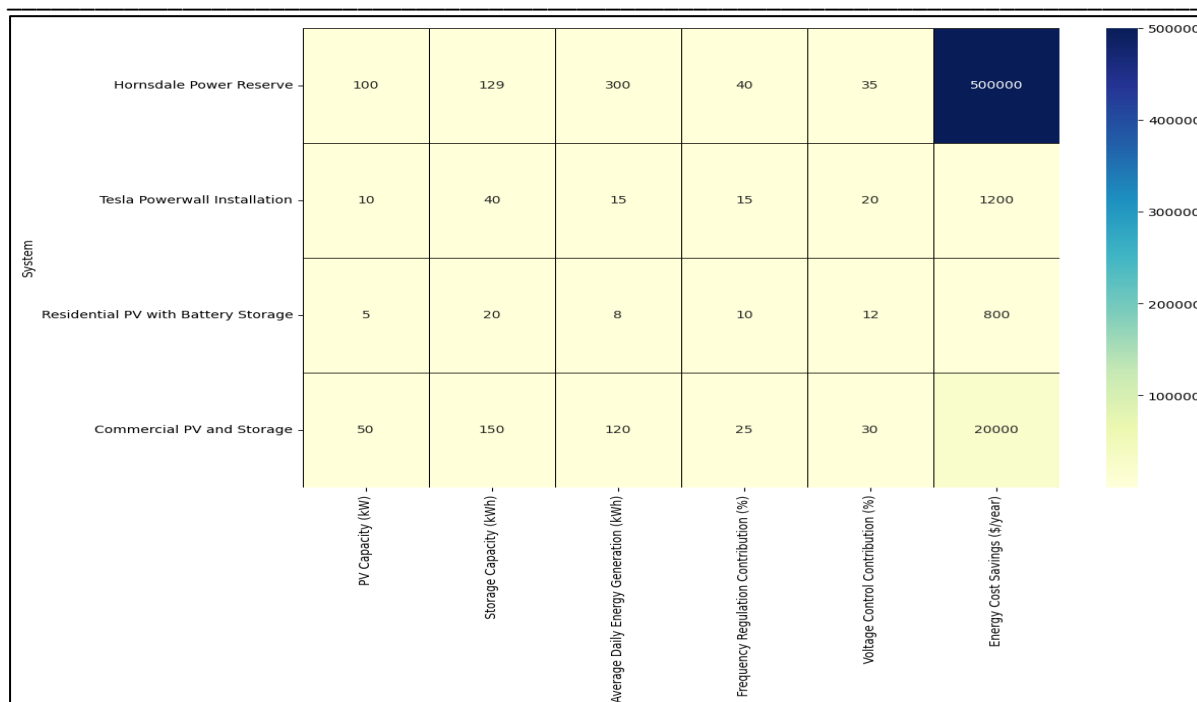 Hornsdale Power Reserve 100 129 300 40 35 500000
Tesla Powerwall Installation 10 40 15 15 20 1200
Residential PV with Battery Storage 5 20 8 10 12 800
Commercial PV and Storage 50 150 120 25 30 20000
System
PV Capacity (kW)
Storage Capacity (kWh)
Average Daily Energy Generation (kWh)
Frequency Regulation Contribution (%)
Voltage Control Contribution (%)
Energy Cost Savings ($/year)
500000
400000
300000
200000
100000